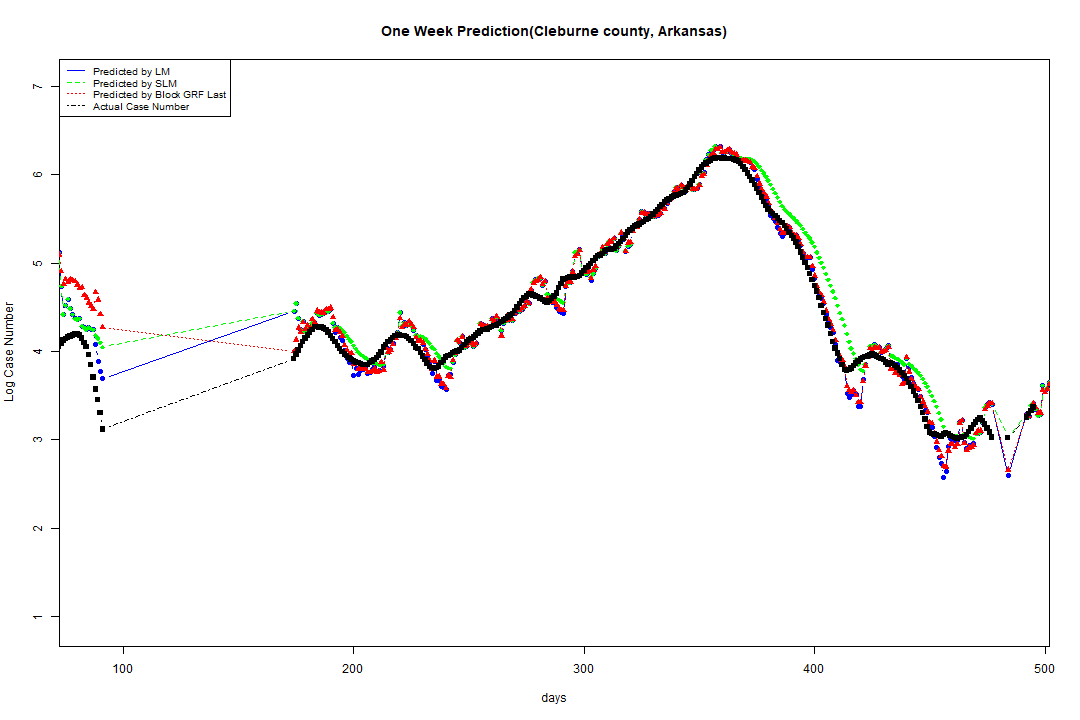 One Week Prediction(Cleburne county, Arkansas)
Predicted by LM
Predicted by SLM
Predicted by Block GRF Last
Actual Case Number
7
6
5
4
3
2
1
Log Case Number
100 200 300 400 500
days